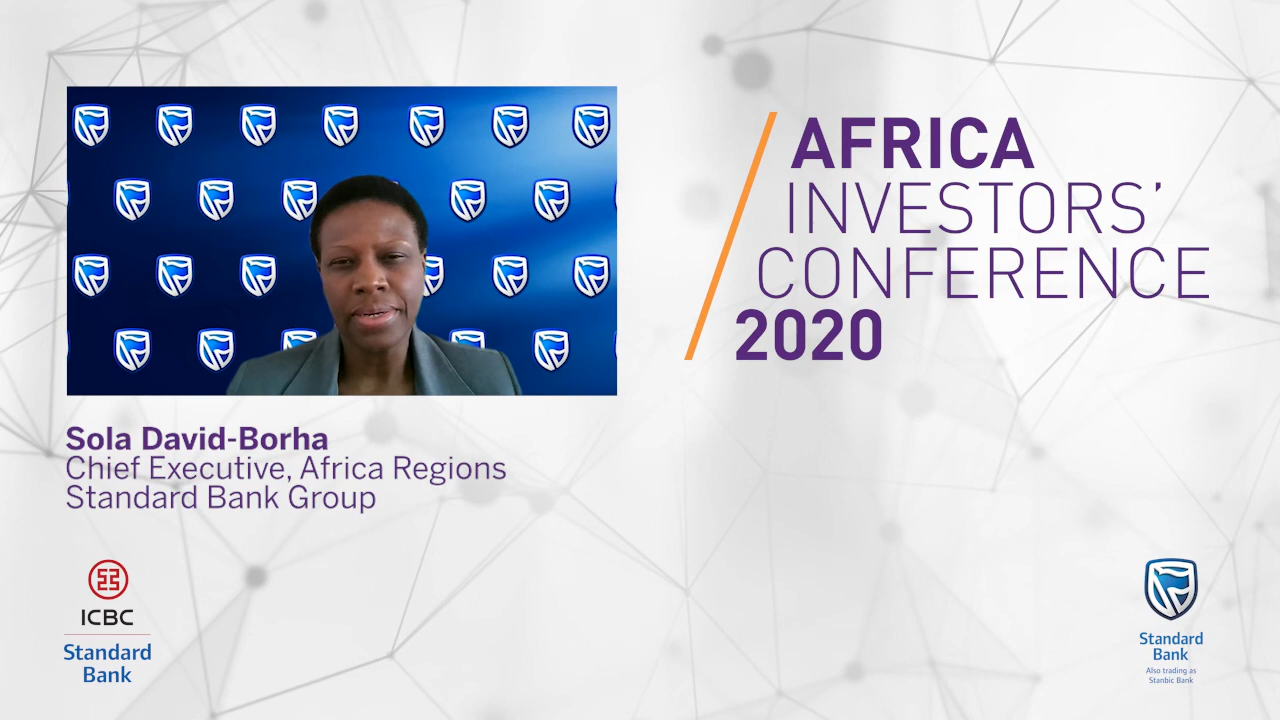 AFRICA
INVESTORS’
CONFERENCE
2020
Sola David-Borha
Chief Executive, Africa Regions
Standard Bank Group
ICBC
Standard
Bank
Standard
Bank
Also trading as
Stanbic Bank